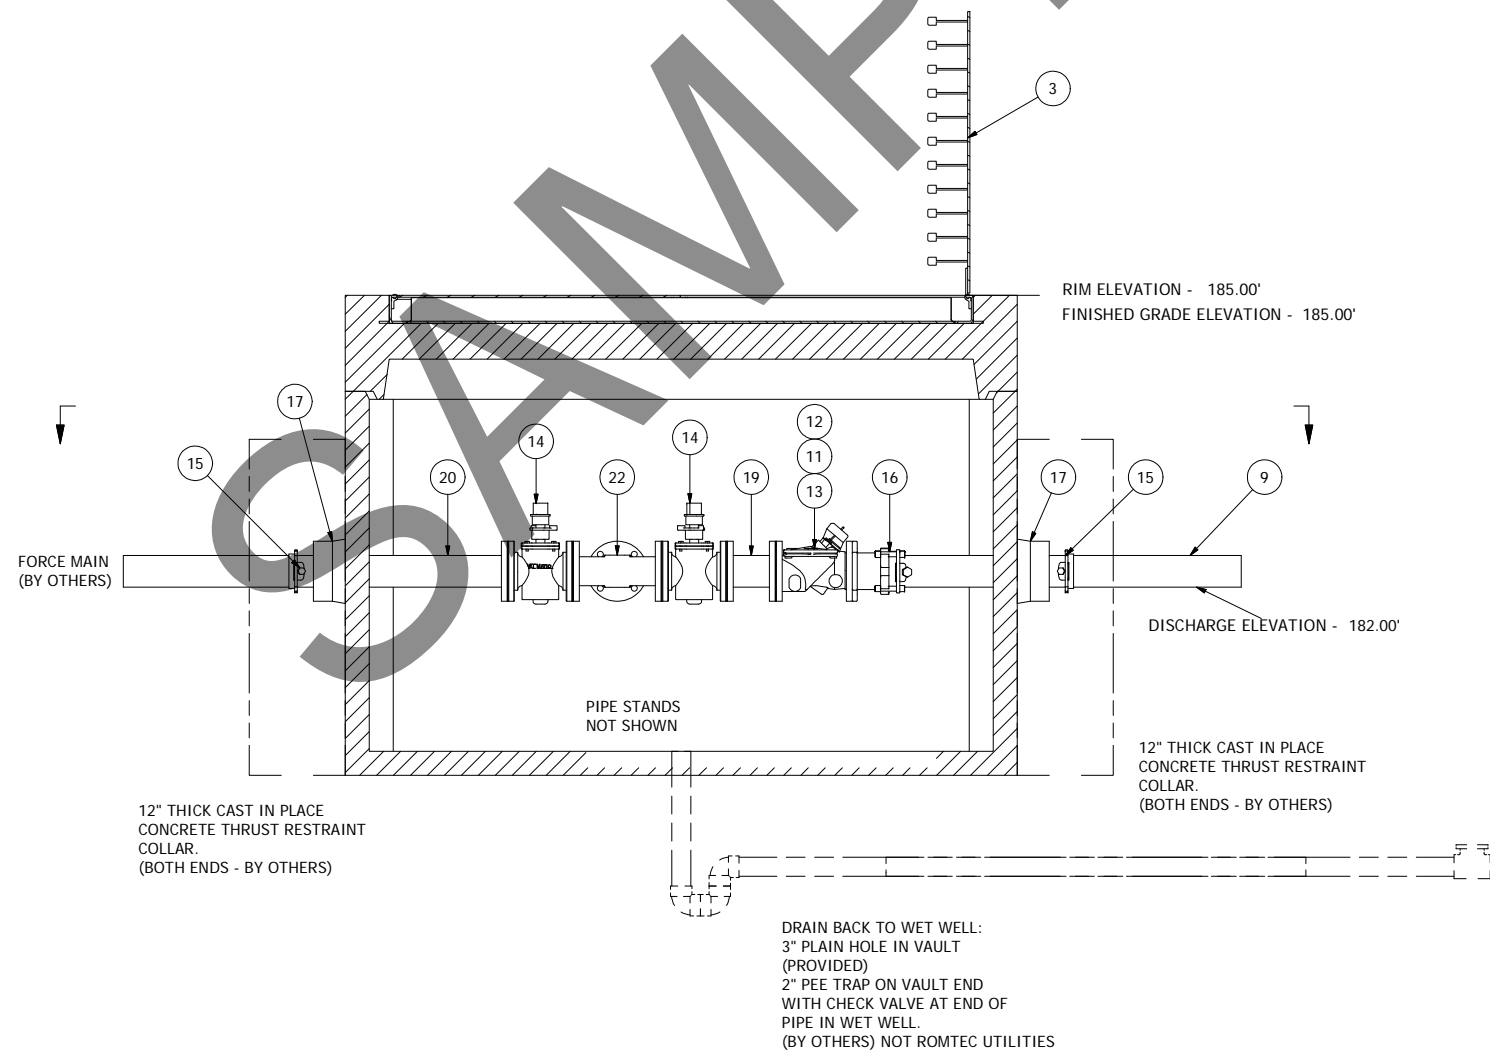 3
RIM ELEVATION - 185.00'
FINISHED GRADE ELEVATION - 185.00'
17
14
14
12
11
13
15
20
22
19
16
17
15
9
FORCE MAIN
(BY OTHERS)
DISCHARGE ELEVATION - 182.00'
PIPE STANDS
NOT SHOWN
12" THICK CAST IN PLACE
CONCRETE THRUST RESTRAINT
COLLAR.
(BOTH ENDS - BY OTHERS)
12" THICK CAST IN PLACE
CONCRETE THRUST RESTRAINT
COLLAR.
(BOTH ENDS - BY OTHERS)
DRAIN BACK TO WET WELL:
3" PLAIN HOLE IN VAULT
(PROVIDED)
2" PEE TRAP ON VAULT END
WITH CHECK VALVE AT END OF
PIPE IN WET WELL.
(BY OTHERS) NOT ROMTEC UTILITIES
SAMP